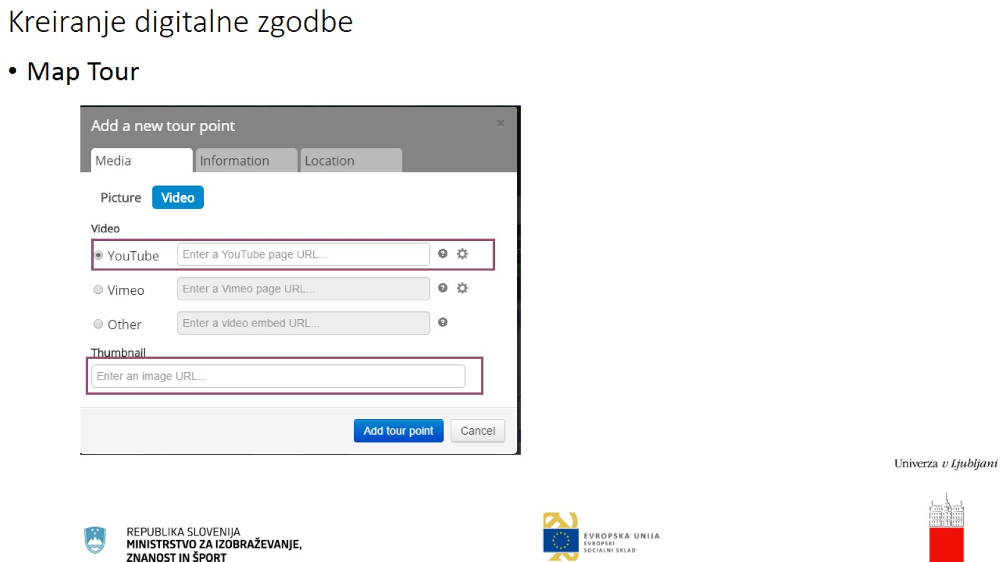 Kreiranje digitalne zgodbe
• Map Tour
Add a new tour point ×
Media Information Location
Picture Video
Video
YouTube Enter a YouTube page URL...
Vimeo Enter a Vimeo page URL...
Other Enter a video embed URL...
Thumbnail
Enter an image URL...
Add tour point Cancel
Univerza v Ljubljani
REPUBLIKA SLOVENIJA
MINISTRSTVO ZA IZOBRAŽEVANJE,
ZNANOST IN ŠPORT
EVROPSKA UNIJA
EVROPSKI
SOCIALNI SKLAD